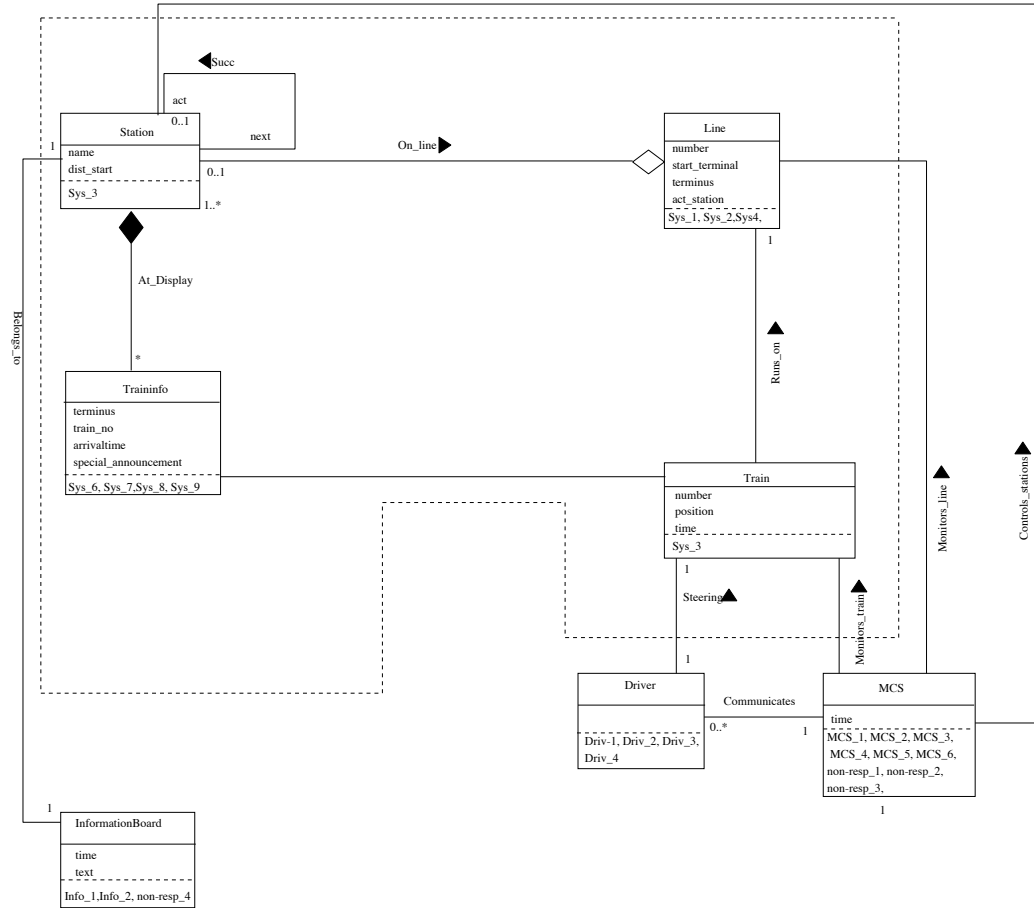 Succ
act
0..1
next
Station
name
dist_start
Sys_3
1
0..1
1..*
On_line
Line
number
start_terminal
terminus
act_station
Sys_1, Sys_2,Sys4,
1
At_Display
*
Belongs_to
Runs_on
Traininfo
terminus
train_no
arrivaltime
special_announcement
Sys_6, Sys_7,Sys_8, Sys_9
Train
number
position
time
Sys_3
1
Steering
1
Monitors_train
Monitors_line
Controls_stations
Driver
Driv-1, Driv_2, Driv_3,
Driv_4
Communicates
0..*
1
MCS
time
MCS_1, MCS_2, MCS_3,
MCS_4, MCS_5, MCS_6,
non-resp_1, non-resp_2,
non-resp_3,
1
1
InformationBoard
time
text
Info_1,Info_2, non-resp_4